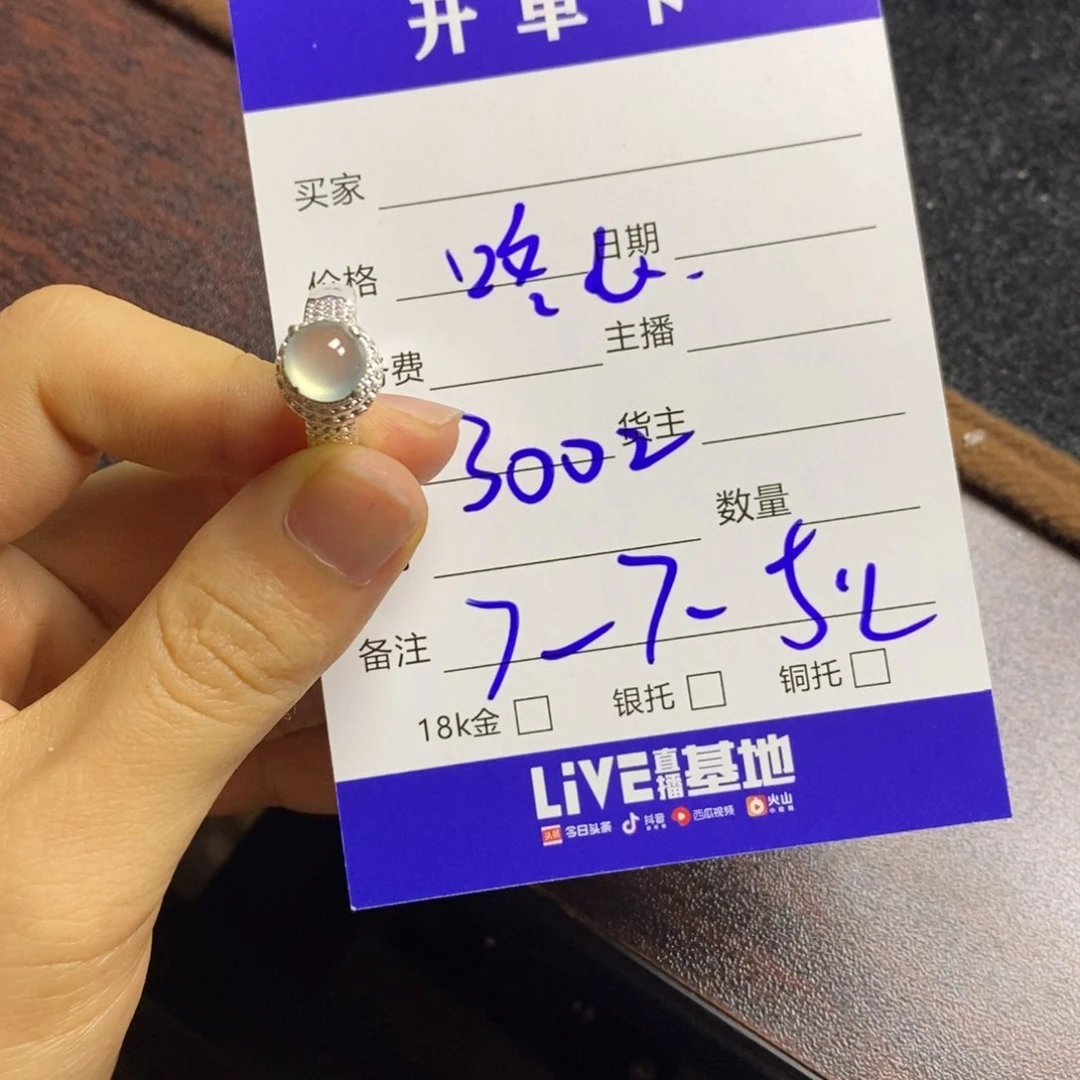 开单卡
买家
价格 日期
费 主播
3002 货主
数量
备注 7-7-
18k金 银托 铜托
LiVE直播基地
头条 今日头条 抖音 西瓜视频 火山